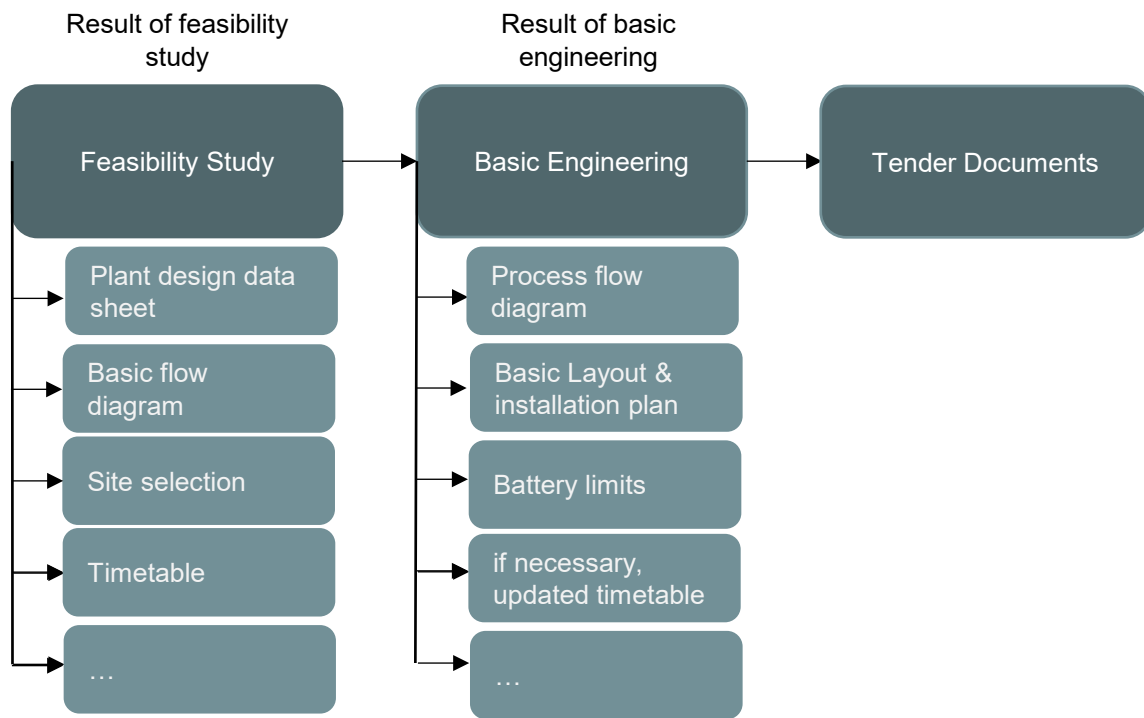 Result of feasibility
study
Result of basic
engineering
Feasibility Study
Basic Engineering
Tender Documents
Plant design data
sheet
Basic flow
diagram
Site selection
Timetable
…
Process flow
diagram
Basic Layout &
installation plan
Battery limits
if necessary,
updated timetable
…